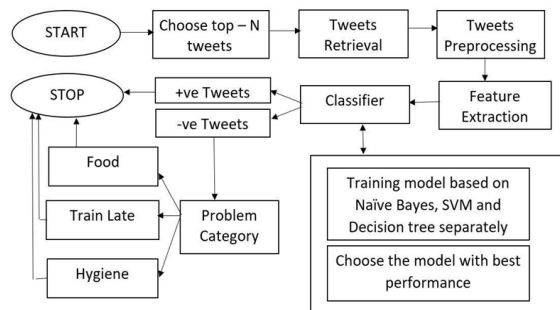 START
Choose top – N
tweets
Tweets
Retrieval
Tweets
Preprocessing
STOP
+ve Tweets
-ve Tweets
Classifier
Feature
Extraction
Food
Train Late
Hygiene
Problem
Category
Training model based on
Naïve Bayes, SVM and
Decision tree separately
Choose the model with best
performance